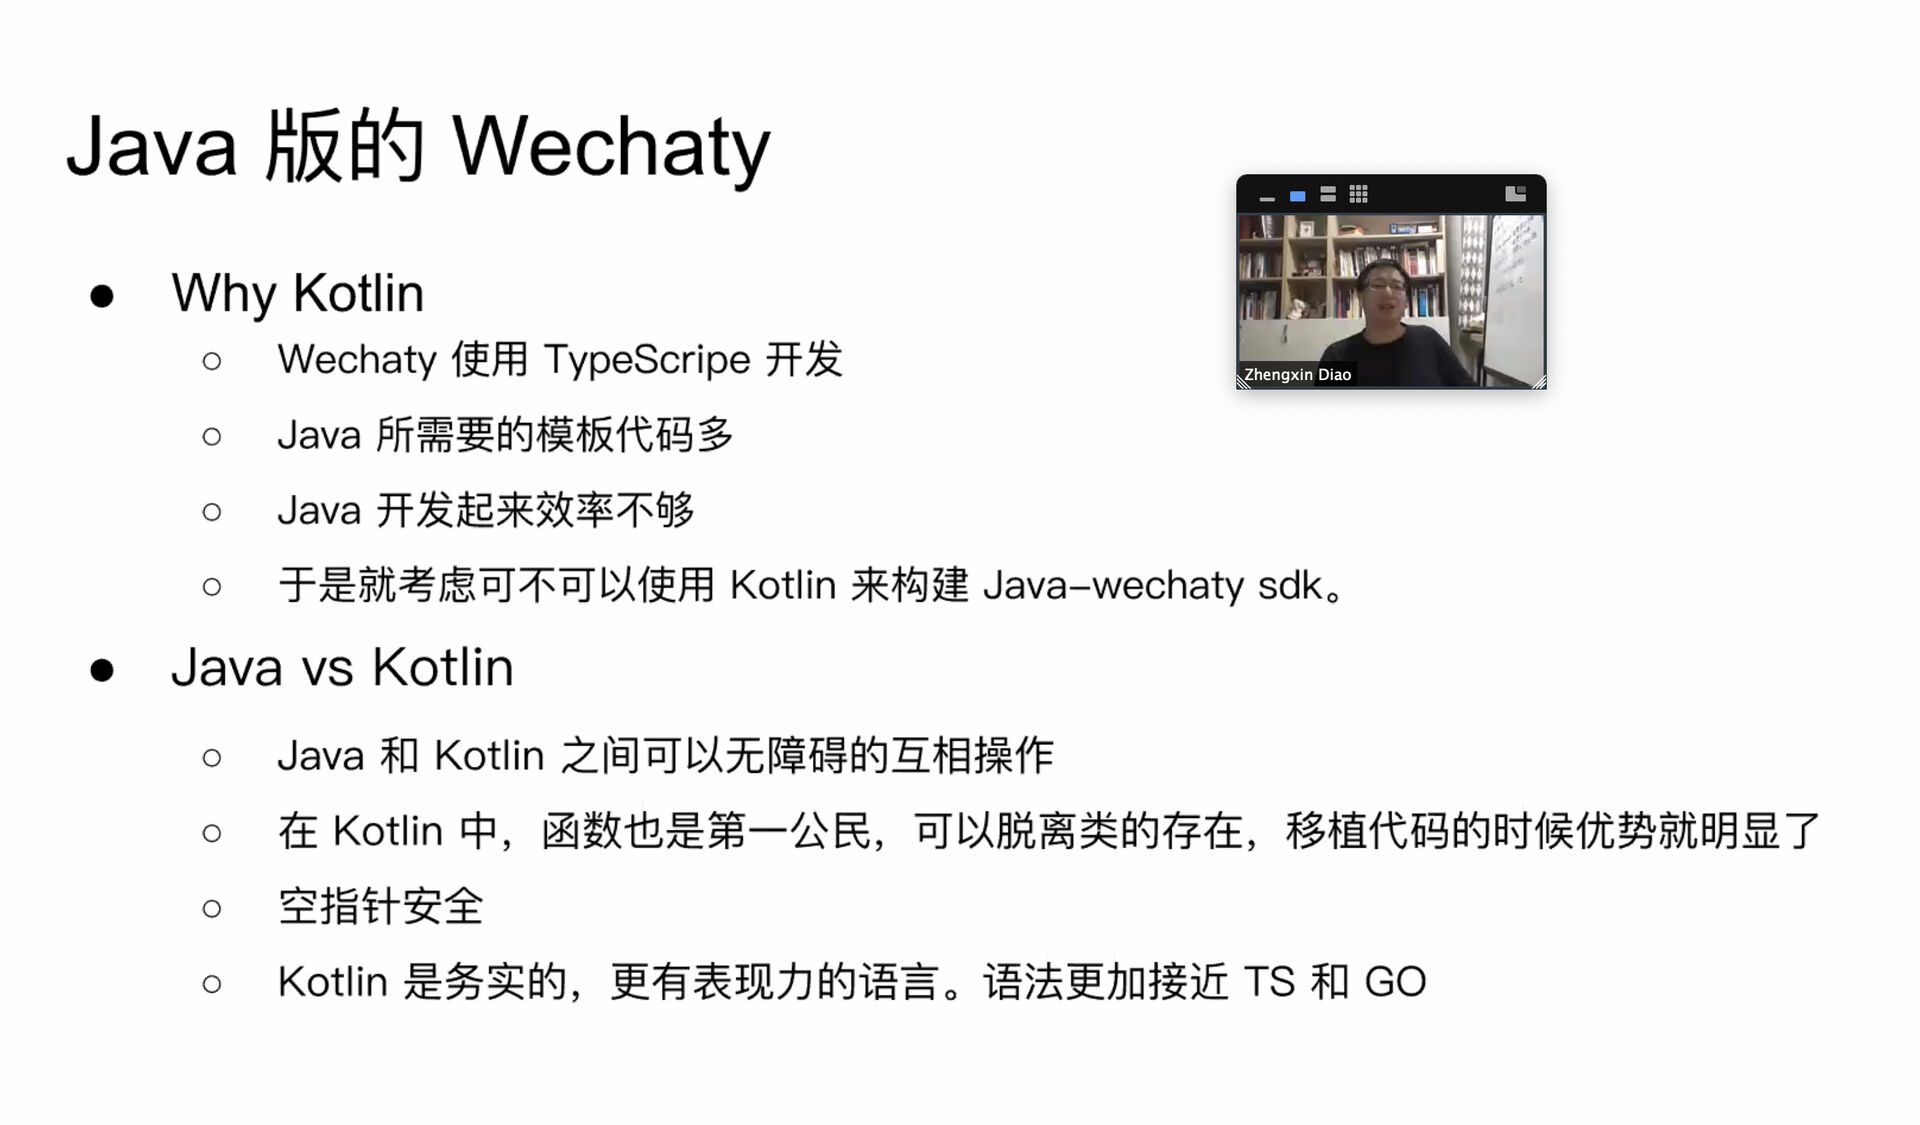 Java 版的 Wechaty
● Why Kotlin
○ Wechaty 使用 TypeScripe 开发
○ Java 所需要的模板代码多
○ Java 开发起来效率不够
○ 于是就考虑可不可以使用 Kotlin 来构建 Java-wechaty sdk。
● Java vs Kotlin
○ Java 和 Kotlin 之间可以无障碍的互相操作
○ 在 Kotlin 中，函数也是第一公民，可以脱离类的存在，移植代码的时候优势就明显了
○ 空指针安全
○ Kotlin 是务实的，更有表现力的语言。语法更加接近 TS 和 GO
Zhengxin Diao